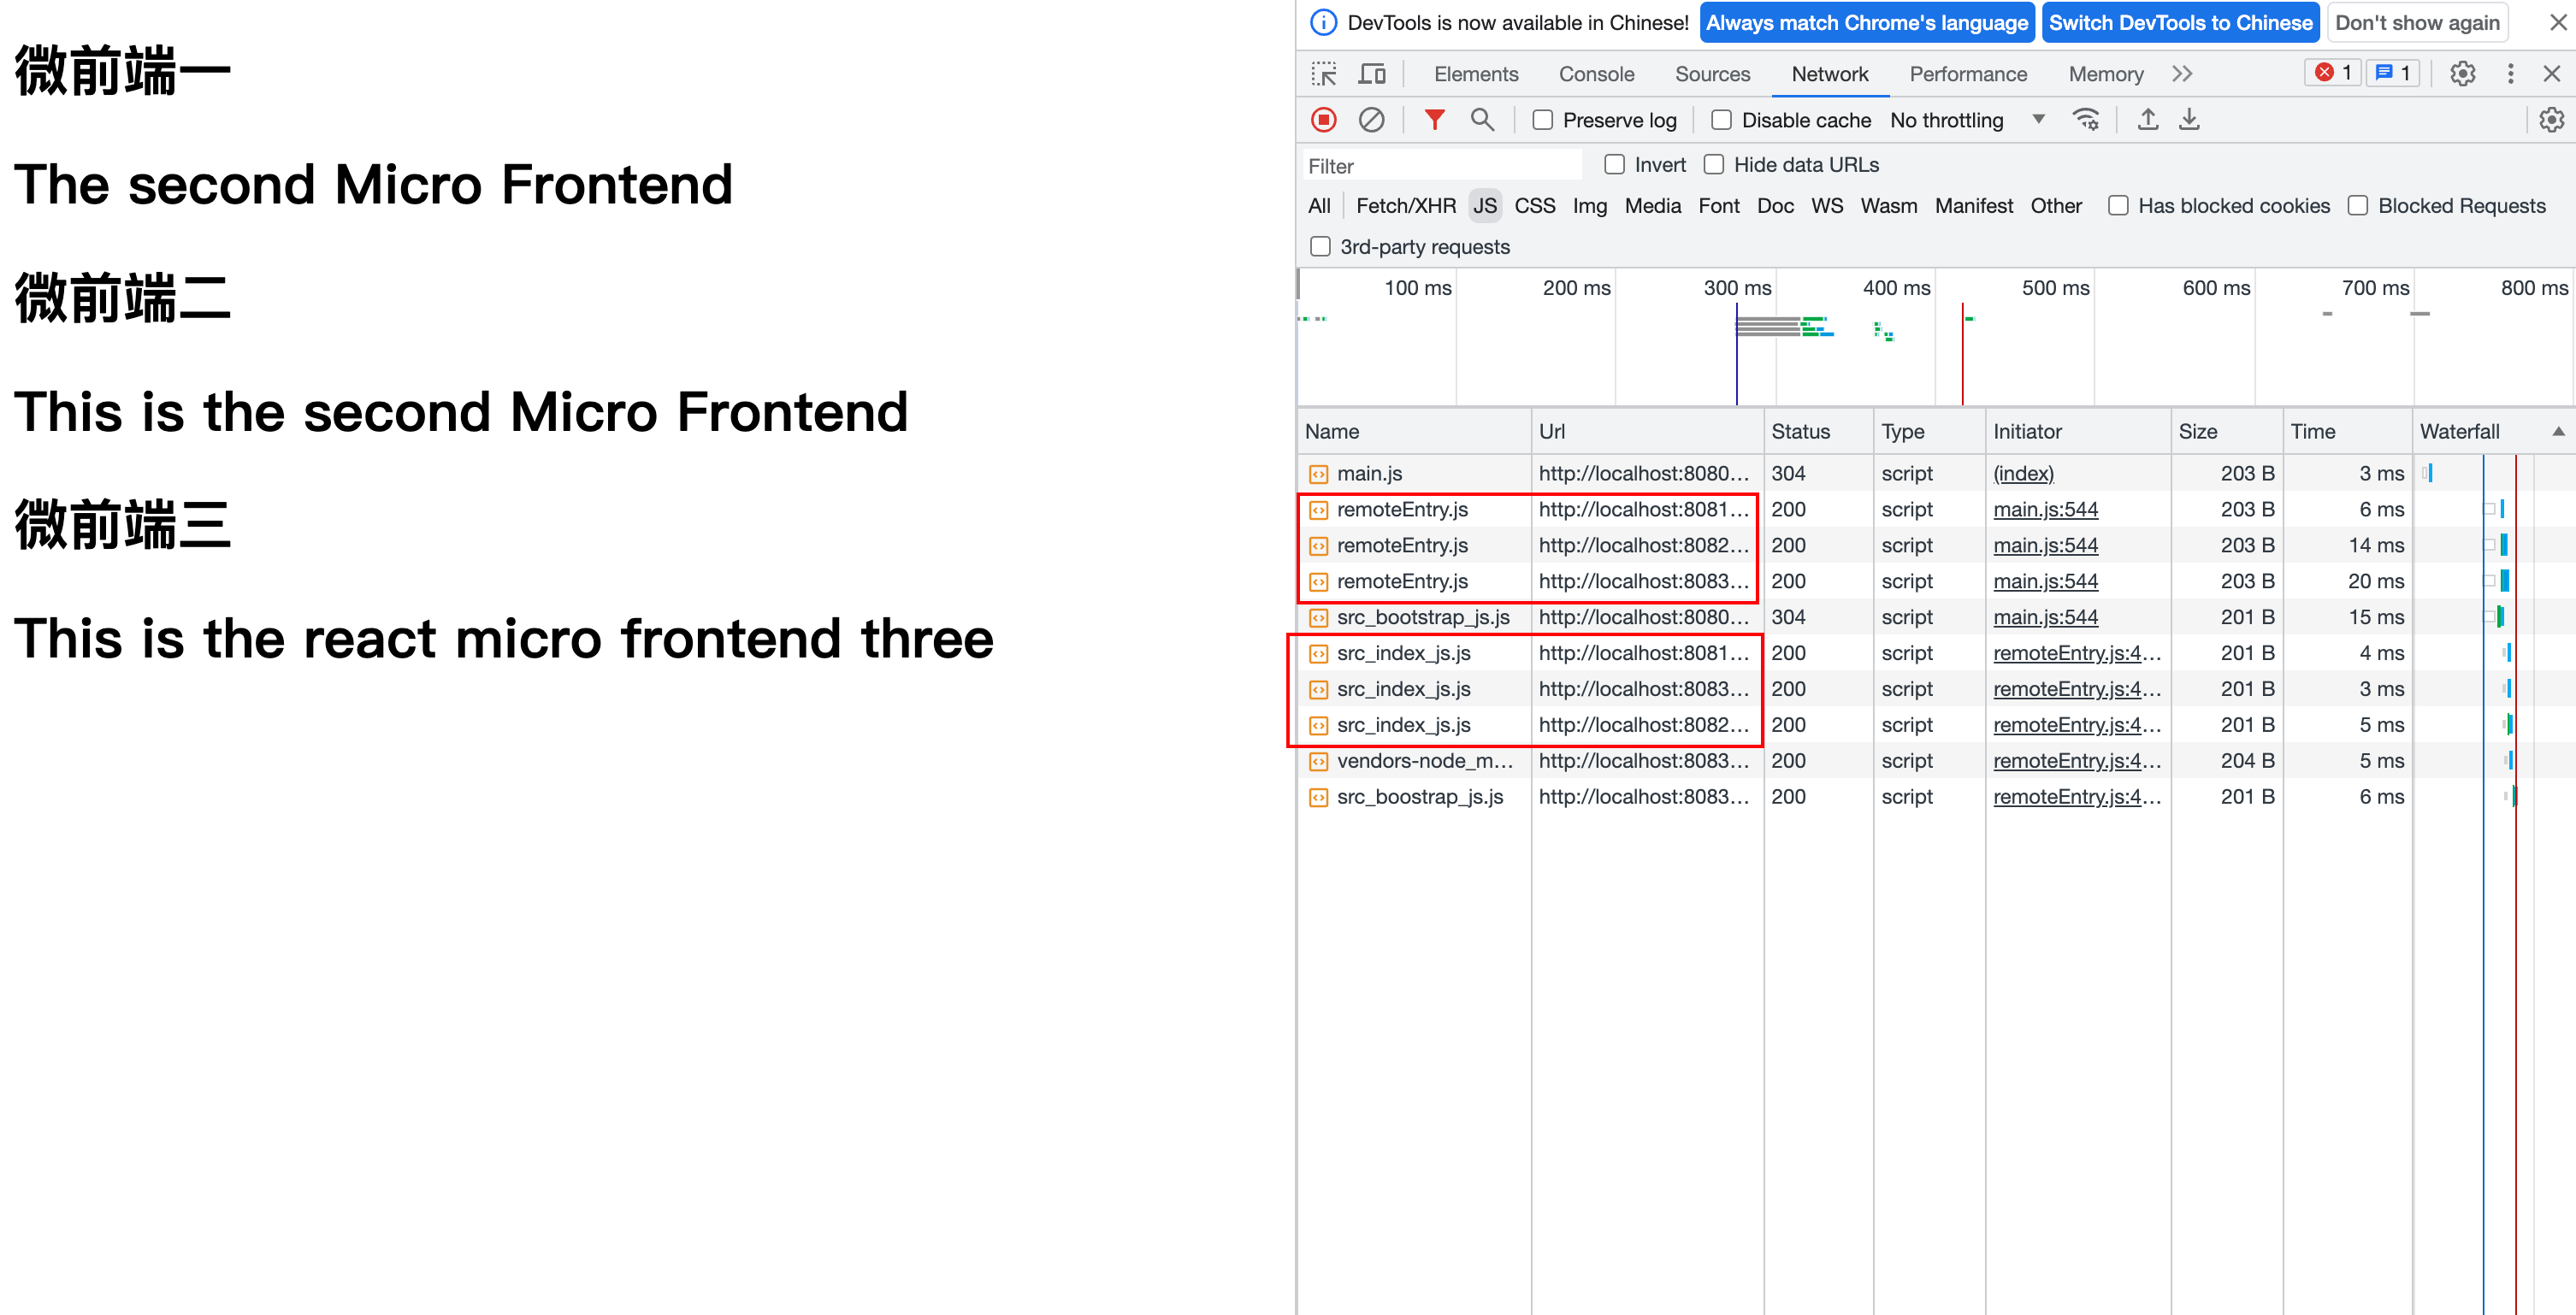 微前端一
The second Micro Frontend
微前端二
This is the second Micro Frontend
微前端三
This is the react micro frontend three
DevTools is now available in Chinese! Always match Chrome's language Switch DevTools to Chinese Don't show again
Elements Console Sources Network Performance Memory 1 1
Preserve log Disable cache No throttling
Filter Invert Hide data URLs
All Fetch/XHR JS CSS Img Media Font Doc WS Wasm Manifest Other Has blocked cookies Blocked Requests
3rd-party requests
100 ms 200 ms 300 ms 400 ms 500 ms 600 ms 700 ms 800 ms
Name Url Status Type Initiator Size Time Waterfall
main.js http://localhost:8080... 304 script (index) 203 B 3 ms
remoteEntry.js http://localhost:8081... 200 script main.js:544 203 B 6 ms
remoteEntry.js http://localhost:8082... 200 script main.js:544 203 B 14 ms
remoteEntry.js http://localhost:8083... 200 script main.js:544 203 B 20 ms
src_bootstrap_js.js http://localhost:8080... 304 script main.js:544 201 B 15 ms
src_index_js.js http://localhost:8081... 200 script remoteEntry.js:4... 201 B 4 ms
src_index_js.js http://localhost:8083... 200 script remoteEntry.js:4... 201 B 3 ms
src_index_js.js http://localhost:8082... 200 script remoteEntry.js:4... 201 B 5 ms
vendors-node_m... http://localhost:8083... 200 script remoteEntry.js:4... 204 B 5 ms
src_boostrap_js.js http://localhost:8083... 200 script remoteEntry.js:4... 201 B 6 ms